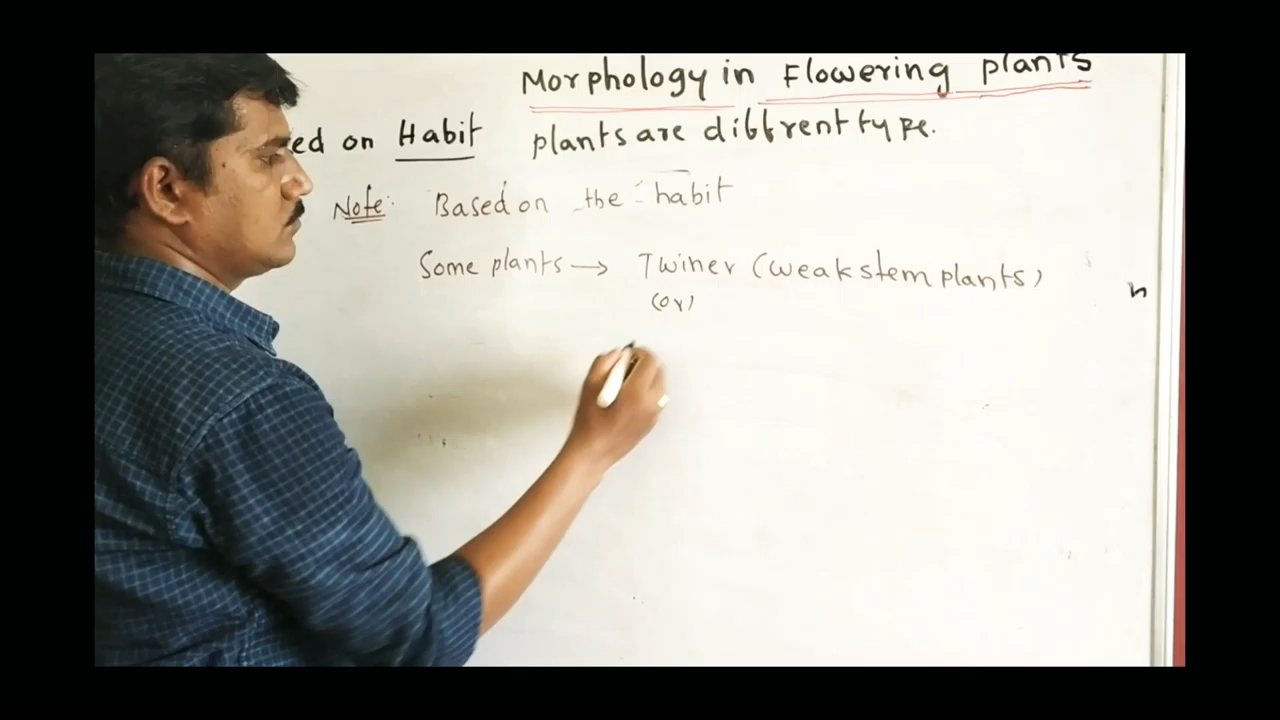 Morphology in Flowering plants
ed on Habit plants are diffrent type.
Note: Based on the habit
Some plants → Twiner (weak stem plants)
(or)
h